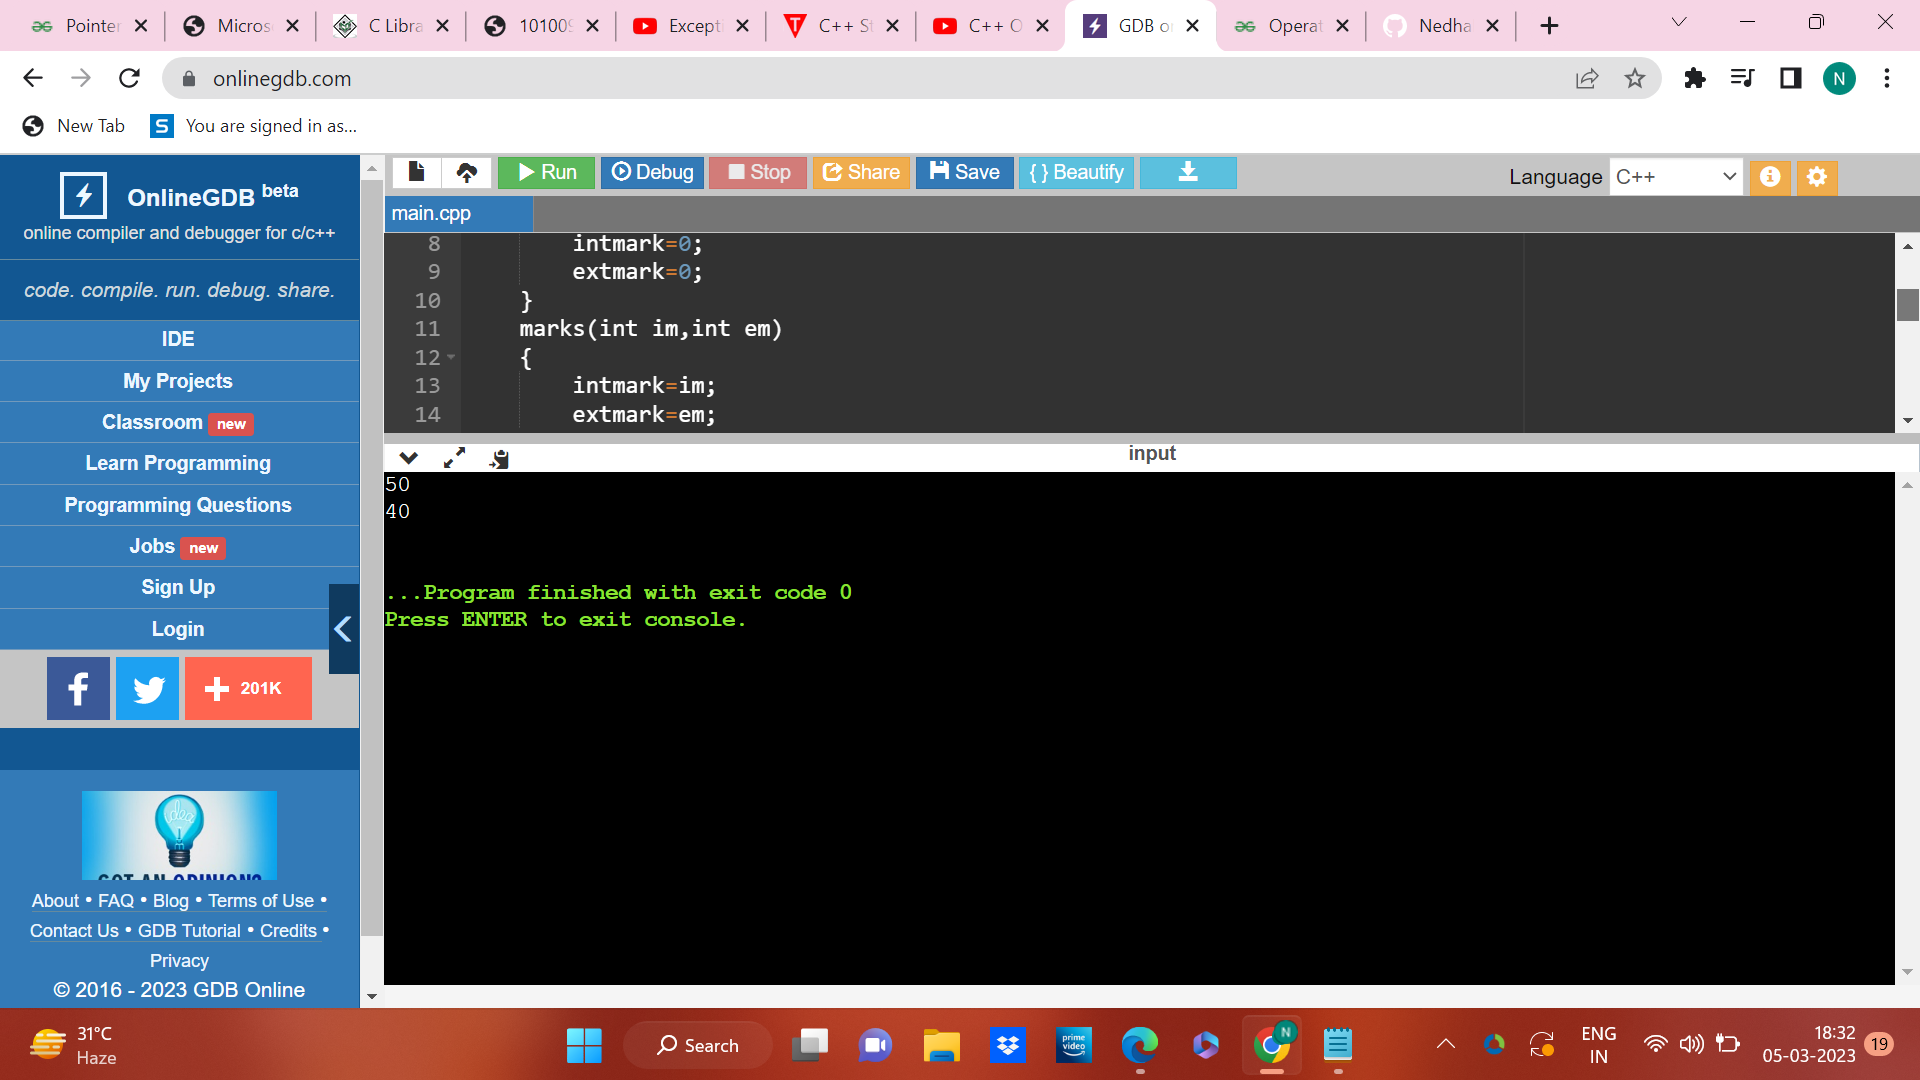 Pointer
Micros
C Libra
10100
Except
C++ St
C++ O
GDB o
Operat
Nedha
onlinegdb.com
N
New Tab
S You are signed in as...
OnlineGDB beta
online compiler and debugger for c/c++
code. compile. run. debug. share.
IDE
My Projects
Classroom new
Learn Programming
Programming Questions
Jobs new
Sign Up
Login
f
201K
idea
About • FAQ • Blog • Terms of Use •
Contact Us • GDB Tutorial • Credits •
Privacy
© 2016 - 2023 GDB Online
Run Debug Stop Share Save { } Beautify
Language C++
main.cpp
8 intmark=0;
9 extmark=0;
10 }
11 marks(int im,int em)
12 {
13 intmark=im;
14 extmark=em;
input
50
40
...Program finished with exit code 0
Press ENTER to exit console.
31°C
Haze
Search
prime video
N
ENG
IN
18:32
05-03-2023
19